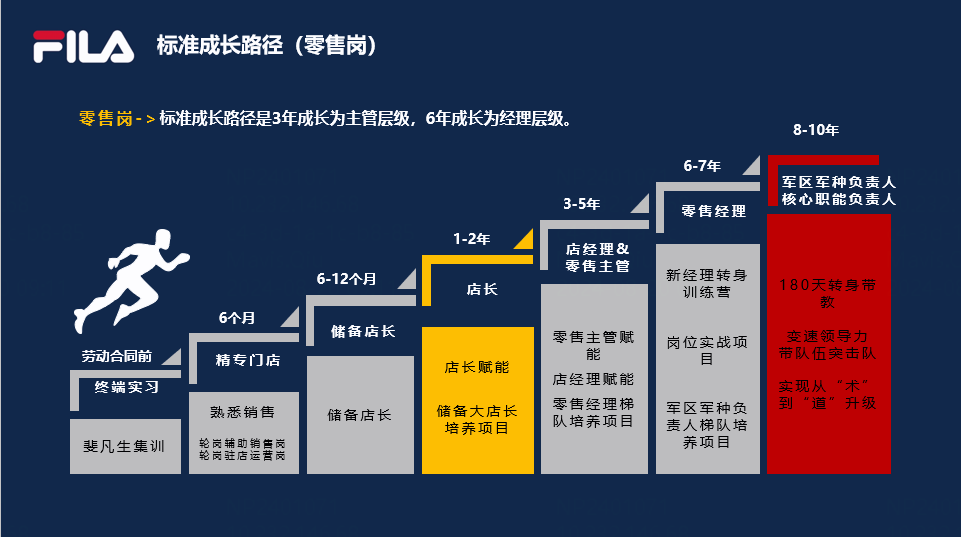 FILA
标准成长路径（零售岗）
零售岗->标准成长路径是3年成长为主管层级，6年成长为经理层级。
劳动合同前
终端实习
斐凡生集训
6个月
精专门店
熟悉销售
轮岗辅助销售岗
轮岗驻店运营岗
6-12个月
储备店长
储备店长
1-2年
店长
店长赋能
储备大店长
培养项目
3-5年
店经理&
零售主管
零售主管赋
能
店经理赋能
零售经理梯
队培养项目
6-7年
零售经理
新经理转身
训练营
岗位实战项
目
军区军种负
责人梯队培
养项目
8-10年
军区军种负责人
核心职能负责人
180天转身带
教
变速领导力
带队伍突击队
实现从“术”
到“道”升级